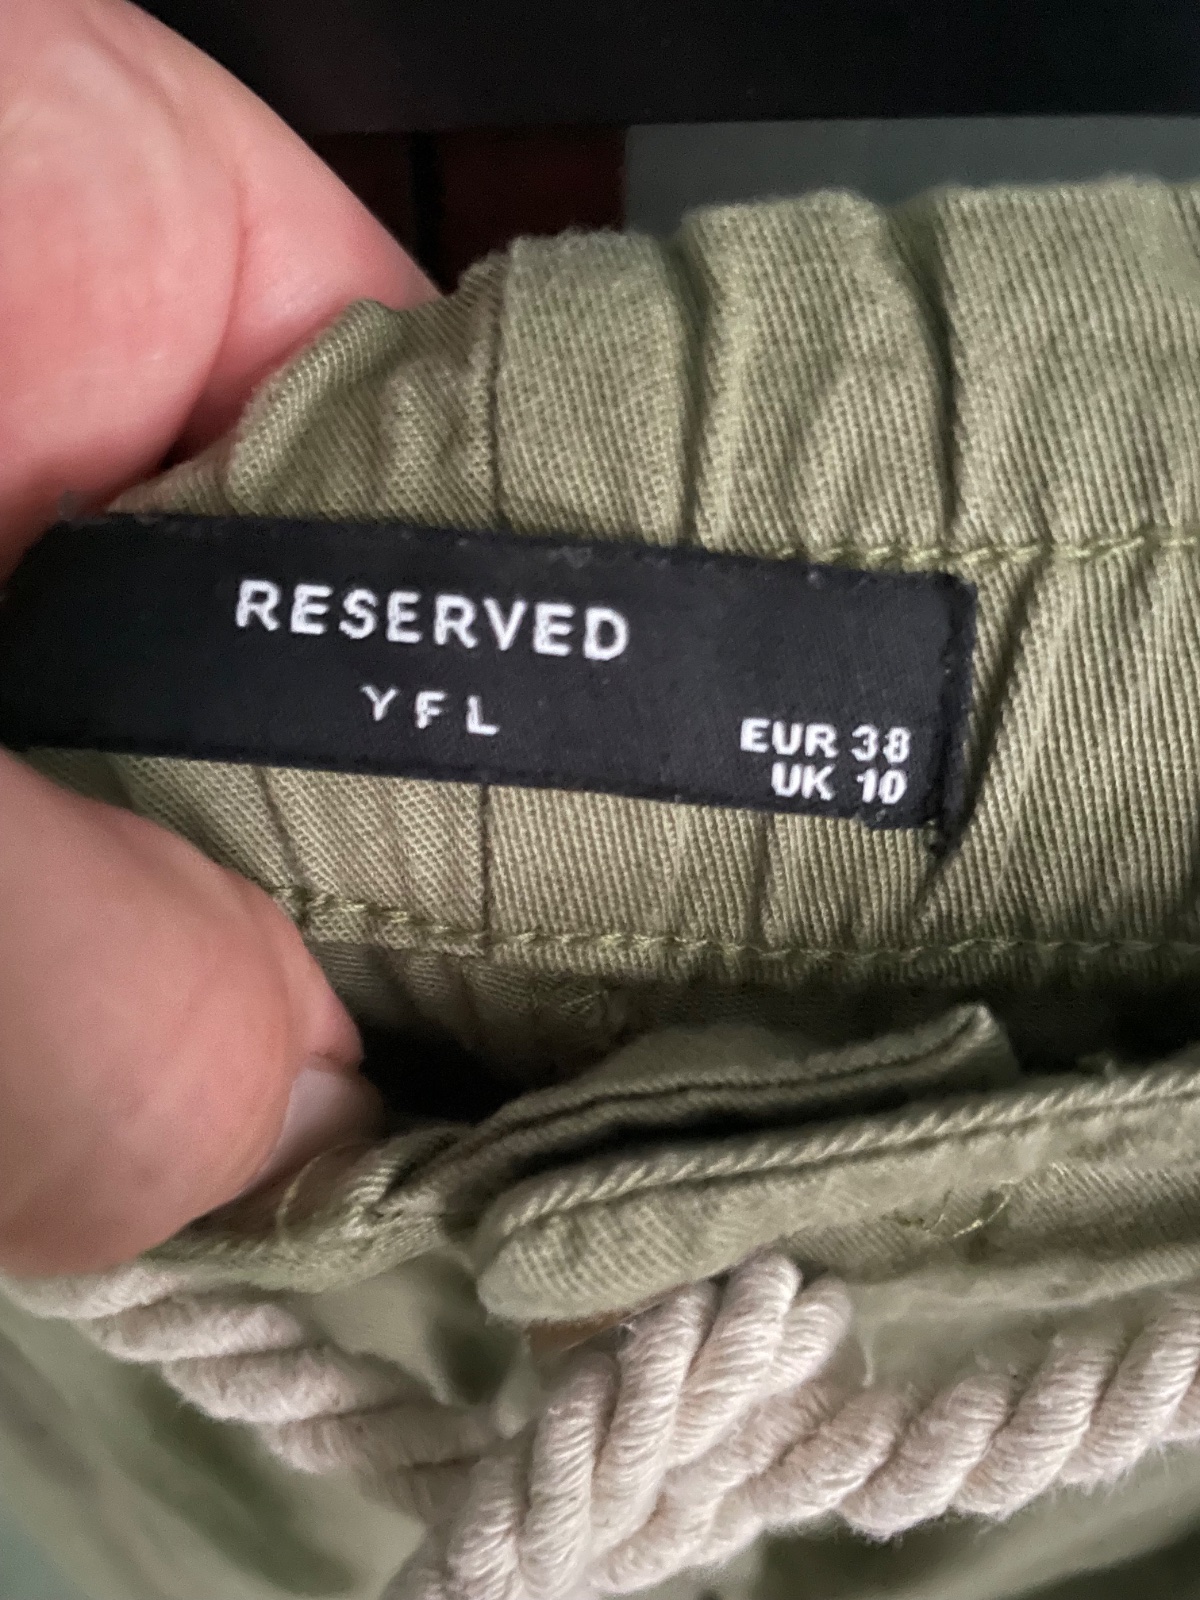 RESERVED
YFL
EUR 38
UK 10